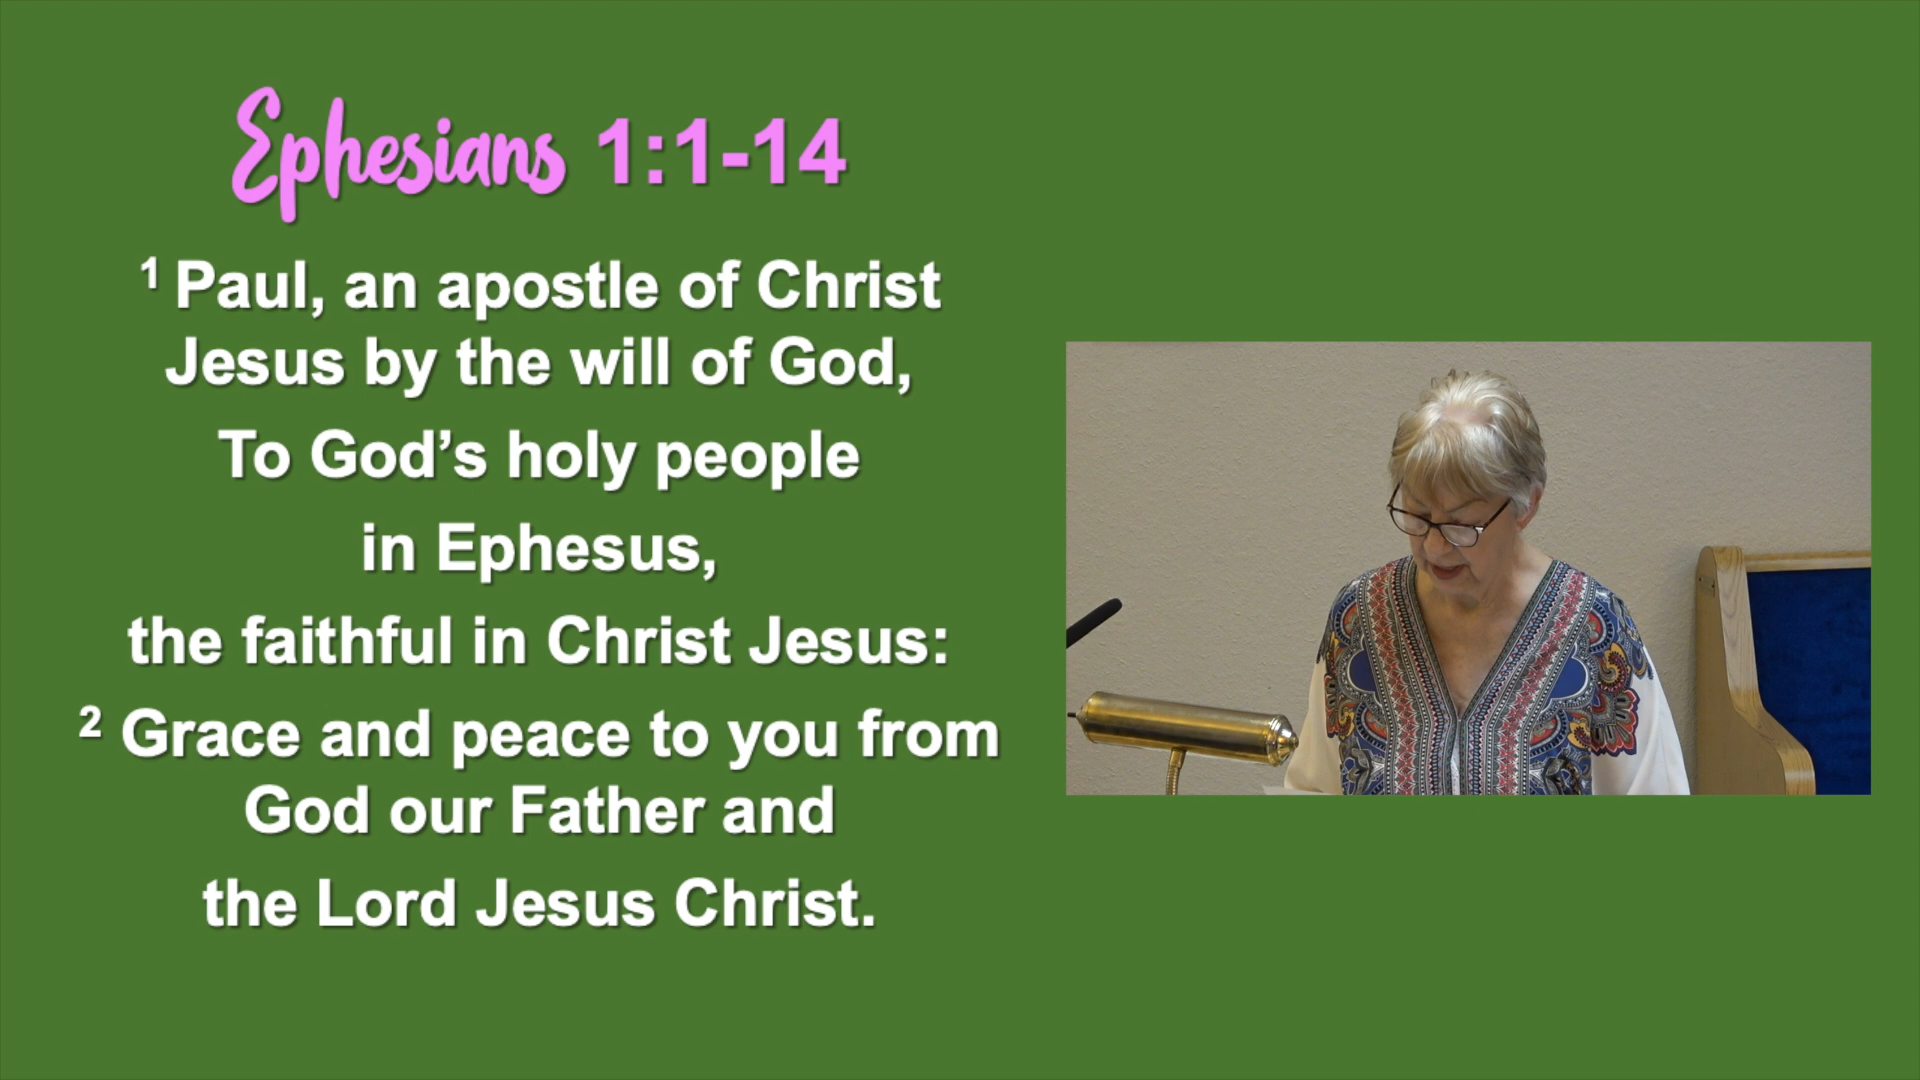 Ephesians 1:1-14
1 Paul, an apostle of Christ
Jesus by the will of God,
To God’s holy people
in Ephesus,
the faithful in Christ Jesus:
2 Grace and peace to you from
God our Father and
the Lord Jesus Christ.